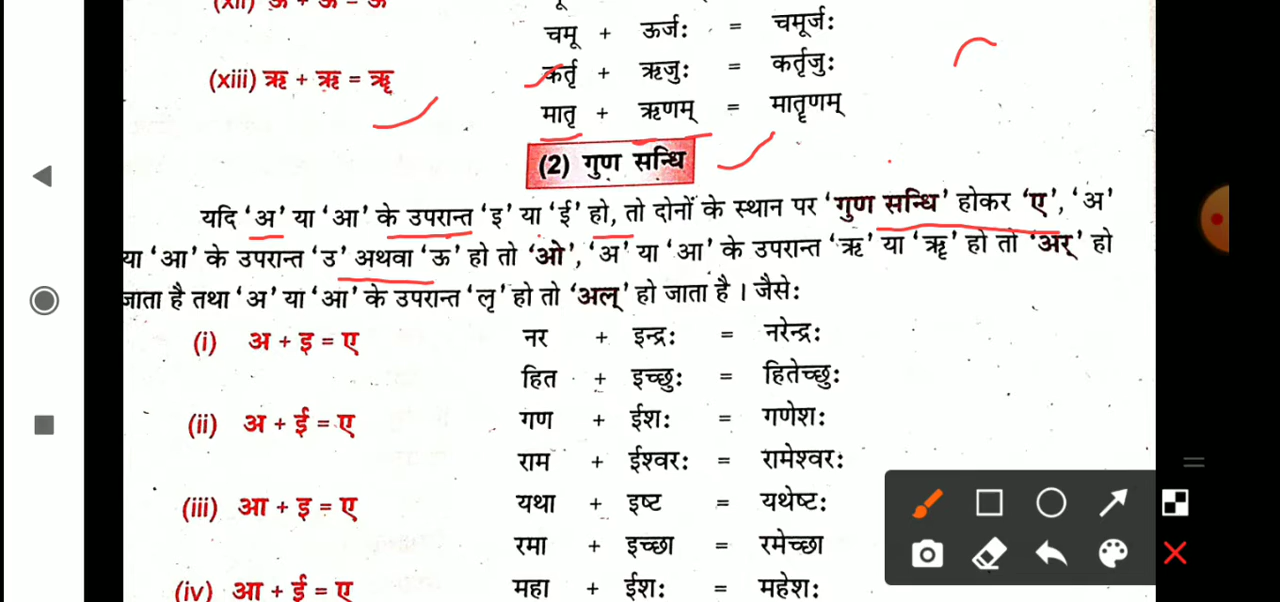 (xii) ऊ + ऊ = ऊ
चमू + ऊर्जः = चमूर्जः
(xiii) ऋ + ऋ = ॠ कर्तृ + ऋजुः = कर्तॄजुः
मातृ + ऋणम् = मातॄणम्
(2) गुण सन्धि
यदि ‘अ’ या ‘आ’ के उपरान्त ‘इ’ या ‘ई’ हो, तो दोनों के स्थान पर ‘गुण सन्धि’ होकर ‘ए’, ‘अ’
या ‘आ’ के उपरान्त ‘उ’ अथवा ‘ऊ’ हो तो ‘ओ’, ‘अ’ या ‘आ’ के उपरान्त ‘ऋ’ या ‘ॠ’ हो तो ‘अर्’ हो
जाता है तथा ‘अ’ या ‘आ’ के उपरान्त ‘लृ’ हो तो ‘अल्’ हो जाता है । जैसे:
(i) अ + इ = ए नर + इन्द्रः = नरेन्द्रः
हित + इच्छुः = हितेच्छुः
(ii) अ + ई = ए गण + ईशः = गणेशः
राम + ईश्वरः = रामेश्वरः
(iii) आ + इ = ए यथा + इष्ट = यथेष्टः
रमा + इच्छा = रमेच्छा
(iv) आ + ई = ए महा + ईशः = महेशः